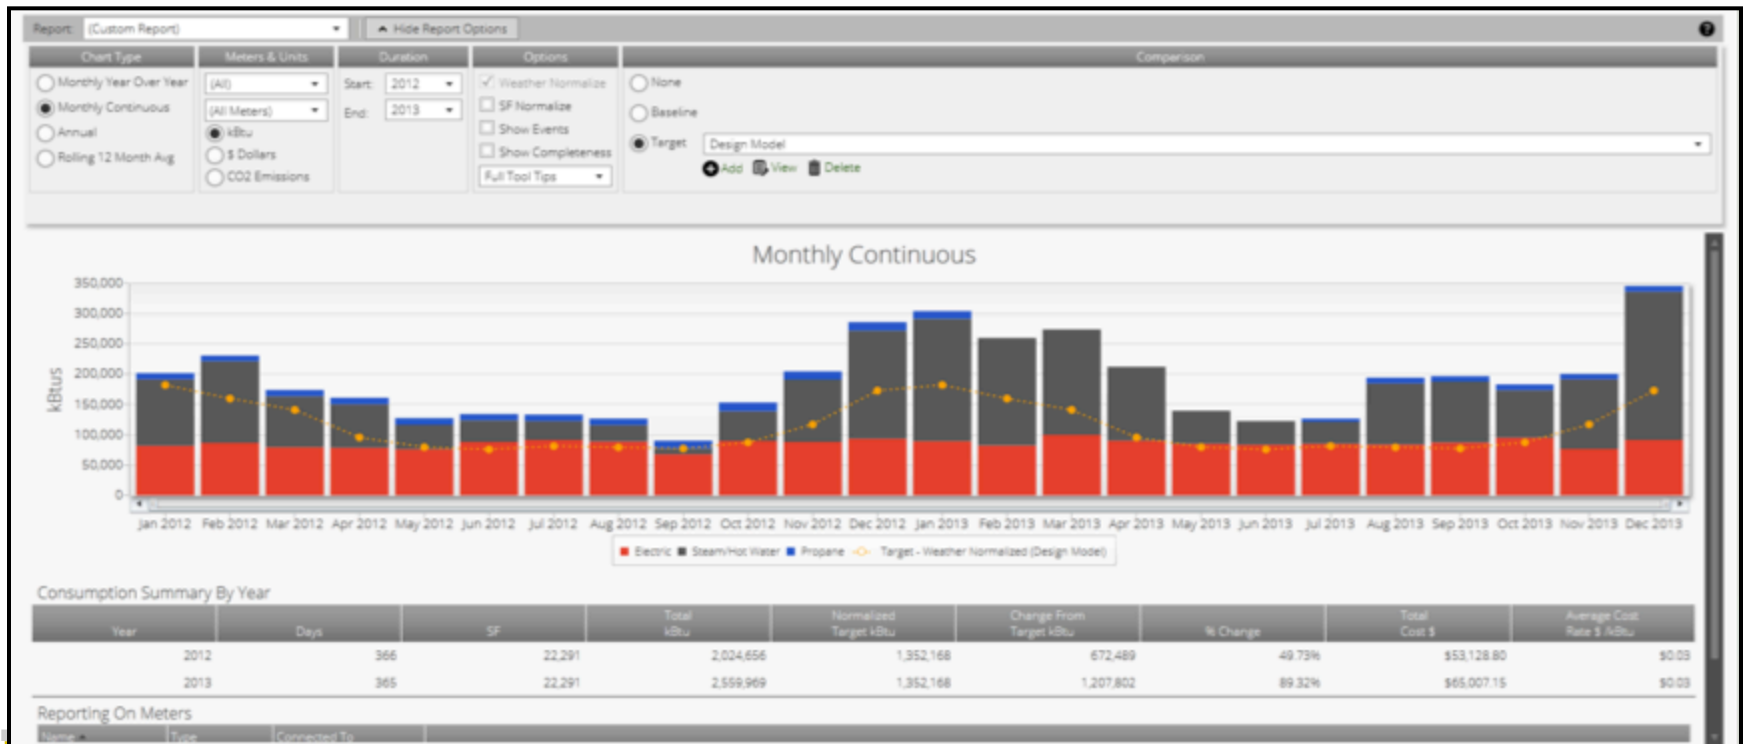 Report: (Custom Report) Hide Report Options
Chart Type Meters & Units Duration Options Comparison
Monthly Year Over Year (All) Start: 2012 Weather Normalize None
Monthly Continuous (All Meters) End: 2013 SF Normalize Baseline
Annual kBtu Show Events
Rolling 12 Month Avg $ Dollars Show Completeness Target Design Model
CO2 Emissions Full Tool Tips Add View Delete
Monthly Continuous
350,000
300,000
250,000
200,000
150,000
100,000
50,000
0
kBtus
Jan 2012 Feb 2012 Mar 2012 Apr 2012 May 2012 Jun 2012 Jul 2012 Aug 2012 Sep 2012 Oct 2012 Nov 2012 Dec 2012 Jan 2013 Feb 2013 Mar 2013 Apr 2013 May 2013 Jun 2013 Jul 2013 Aug 2013 Sep 2013 Oct 2013 Nov 2013 Dec 2013
Electric Steam/Hot Water Propane Target - Weather Normalized (Design Model)
Consumption Summary By Year
Year Days SF Total kBtu Normalized Target kBtu Change From Target kBtu % Change Total Cost $ Average Cost Rate $ /kBtu
2012 366 22,291 2,024,656 1,352,168 672,489 49.73% $53,128.80 $0.03
2013 365 22,291 2,559,969 1,352,168 1,207,802 89.32% $65,007.15 $0.03
Reporting On Meters
Name Type Connected To